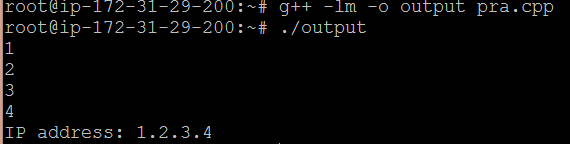 root@ip-172-31-29-200:~# g++ -lm -o output pra.cpp
root@ip-172-31-29-200:~# ./output
1
2
3
4
IP address: 1.2.3.4